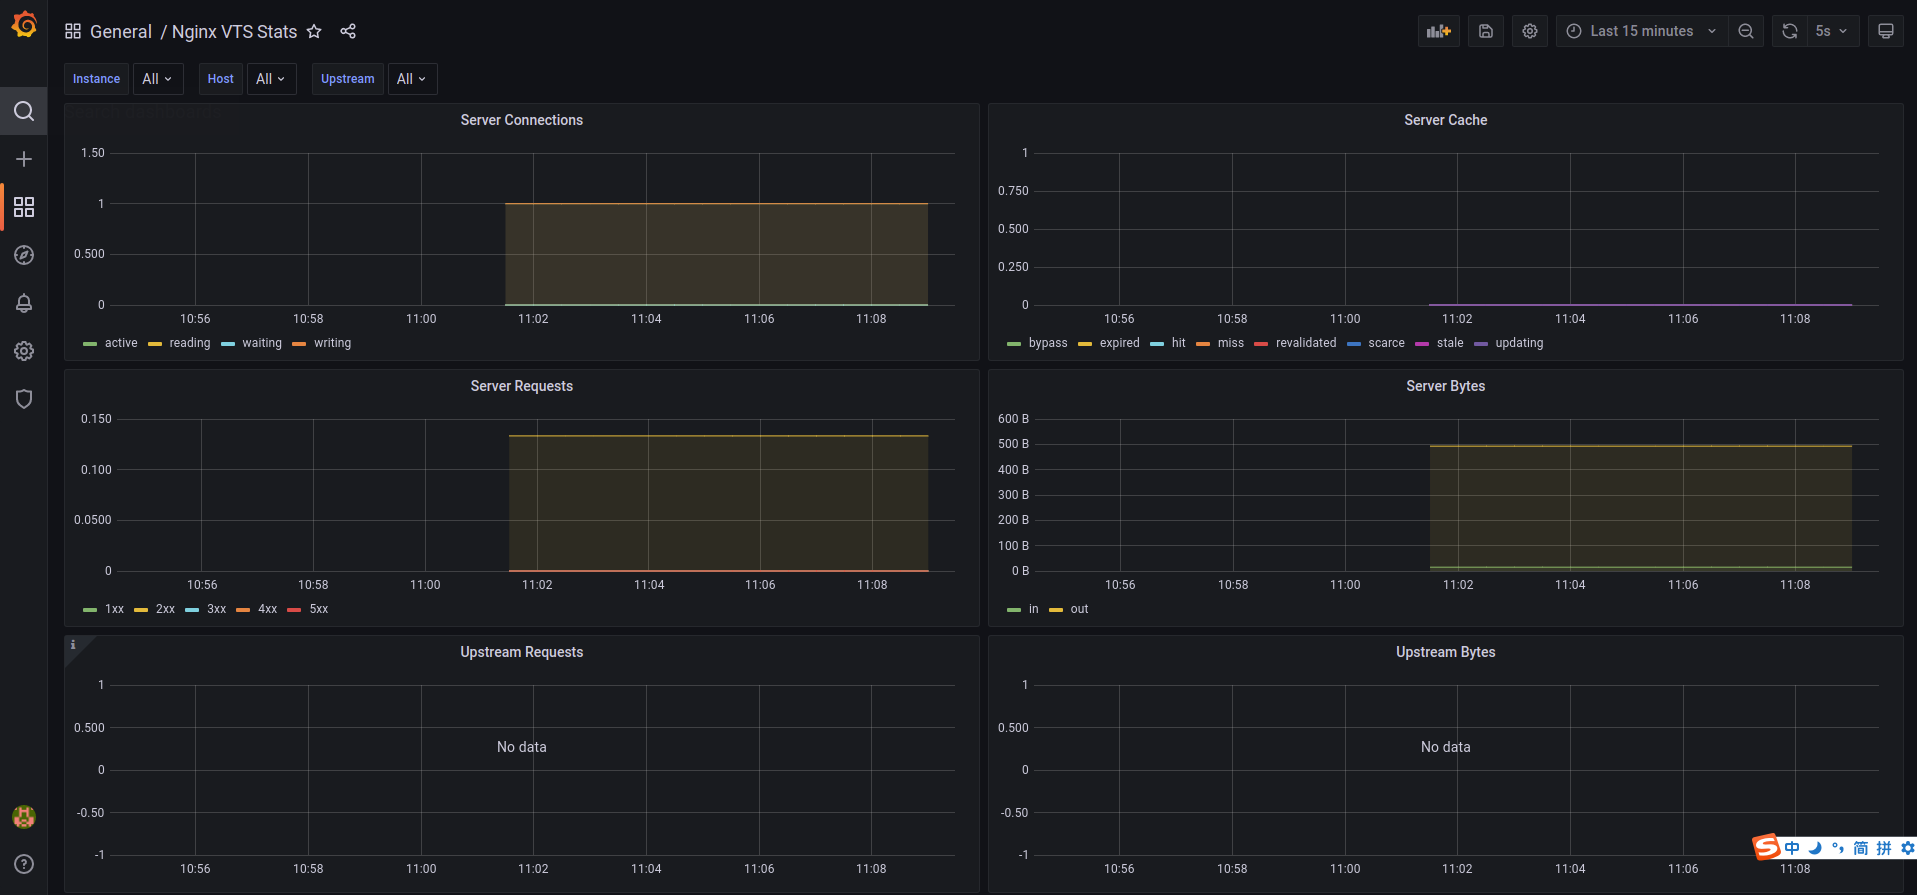 General / Nginx VTS Stats
Last 15 minutes
5s
Instance All Host All Upstream All
Server Connections
1.50
1
0.500
0
10:56 10:58 11:00 11:02 11:04 11:06 11:08
active reading waiting writing
Server Cache
1
0.750
0.500
0.250
0
10:56 10:58 11:00 11:02 11:04 11:06 11:08
bypass expired hit miss revalidated scarce stale updating
Server Requests
0.150
0.100
0.0500
0
10:56 10:58 11:00 11:02 11:04 11:06 11:08
1xx 2xx 3xx 4xx 5xx
Server Bytes
600 B
500 B
400 B
300 B
200 B
100 B
0 B
10:56 10:58 11:00 11:02 11:04 11:06 11:08
in out
i
Upstream Requests
1
0.500
No data
0
-0.50
-1
10:56 10:58 11:00 11:02 11:04 11:06 11:08
Upstream Bytes
1
0.500
No data
0
-0.50
-1
10:56 10:58 11:00 11:02 11:04 11:06 11:08
S 中 简 拼